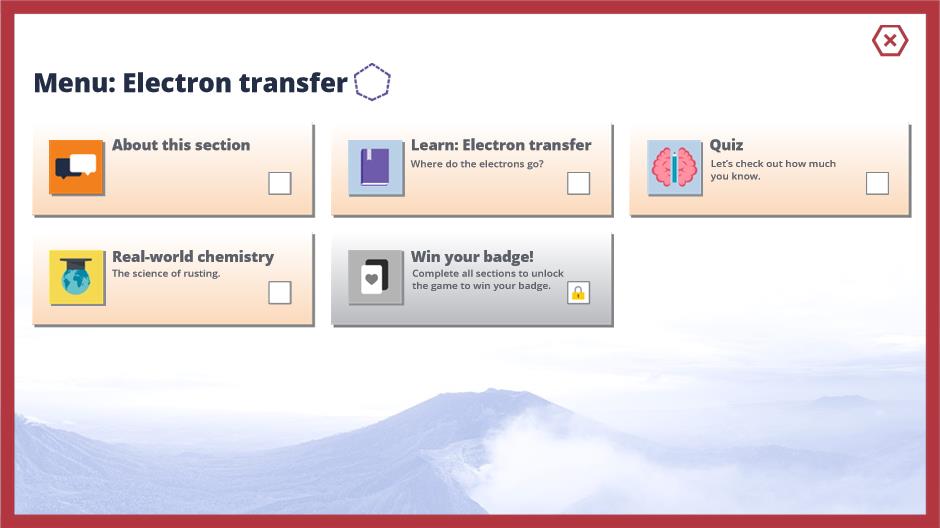 Menu: Electron transfer
About this section
Learn: Electron transfer
Where do the electrons go?
Quiz
Let's check out how much
you know.
Real-world chemistry
The science of rusting.
Win your badge!
Complete all sections to unlock
the game to win your badge.